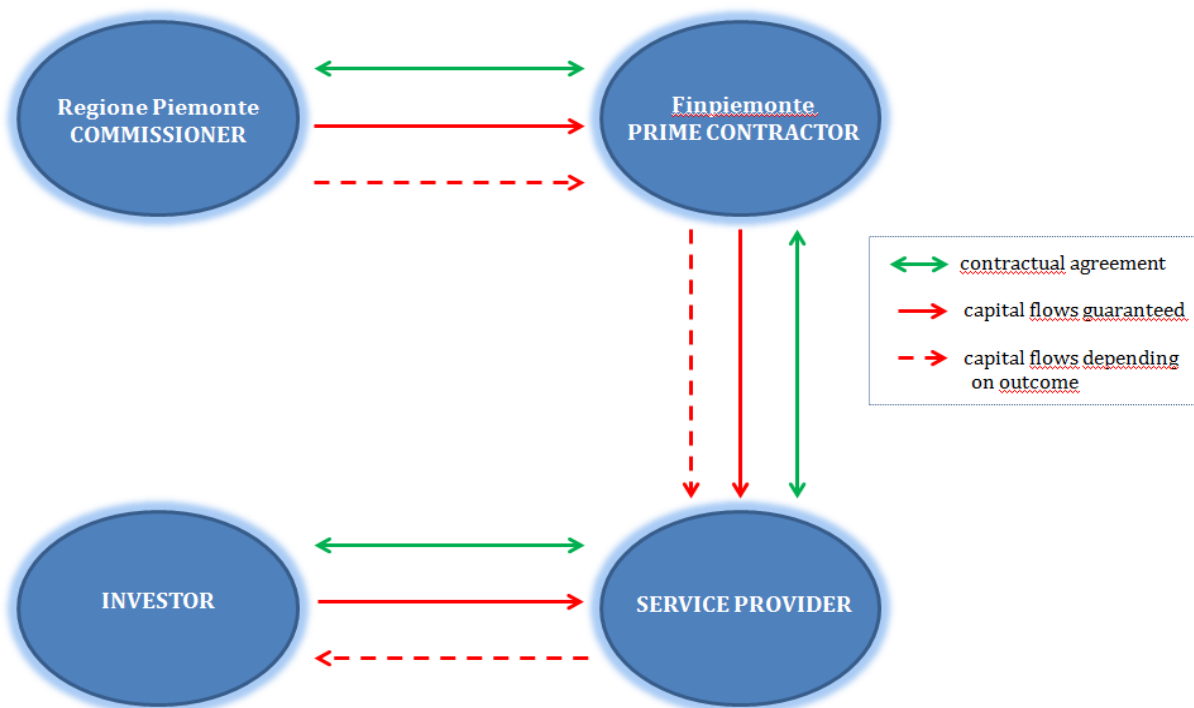 Regione Piemonte
COMMISSIONER
Finpiemonte
PRIME CONTRACTOR
contractual agreement
capital flows guaranteed
capital flows depending
on outcome
INVESTOR
SERVICE PROVIDER